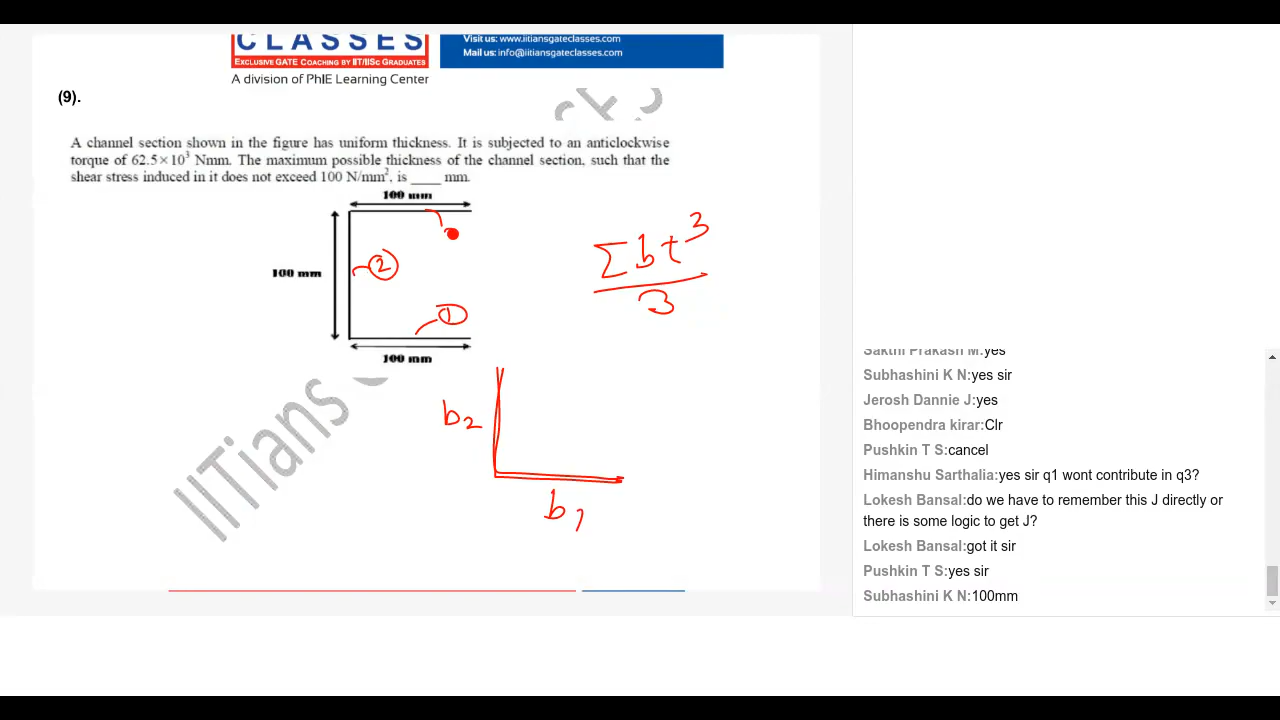 CLASSES
EXCLUSIVE GATE COACHING BY IIT/IISc GRADUATES
A division of PhIE Learning Center
Visit us: www.iitiansgateclasses.com
Mail us: info@iitiansgateclasses.com
(9).
A channel section shown in the figure has uniform thickness. It is subjected to an anticlockwise
torque of 62.5×10³ Nmm. The maximum possible thickness of the channel section, such that the
shear stress induced in it does not exceed 100 N/mm², is ____ mm.
100 mm
100 mm
100 mm
②
①
Σbt³
3
b₂
b₁
IITians
Sakthi Prakash M:yes
Subhashini K N:yes sir
Jerosh Dannie J:yes
Bhoopendra kirar:Clr
Pushkin T S:cancel
Himanshu Sarthalia:yes sir q1 wont contribute in q3?
Lokesh Bansal:do we have to remember this J directly or
there is some logic to get J?
Lokesh Bansal:got it sir
Pushkin T S:yes sir
Subhashini K N:100mm